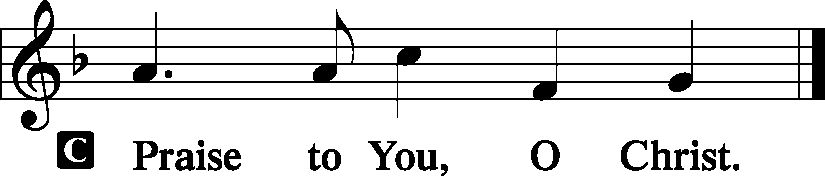 C Praise to You, O Christ.